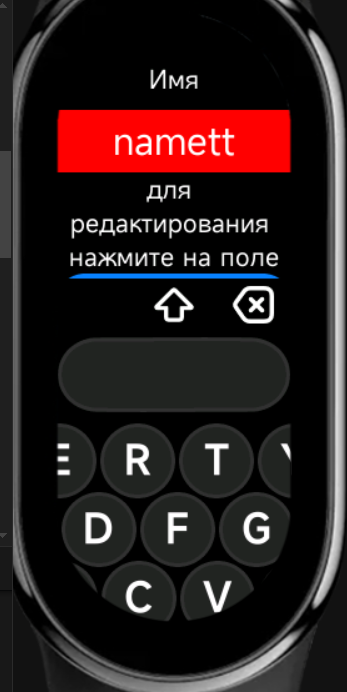 Имя
namett
для
редактирования
нажмите на поле
E R T Y
D F G
C V